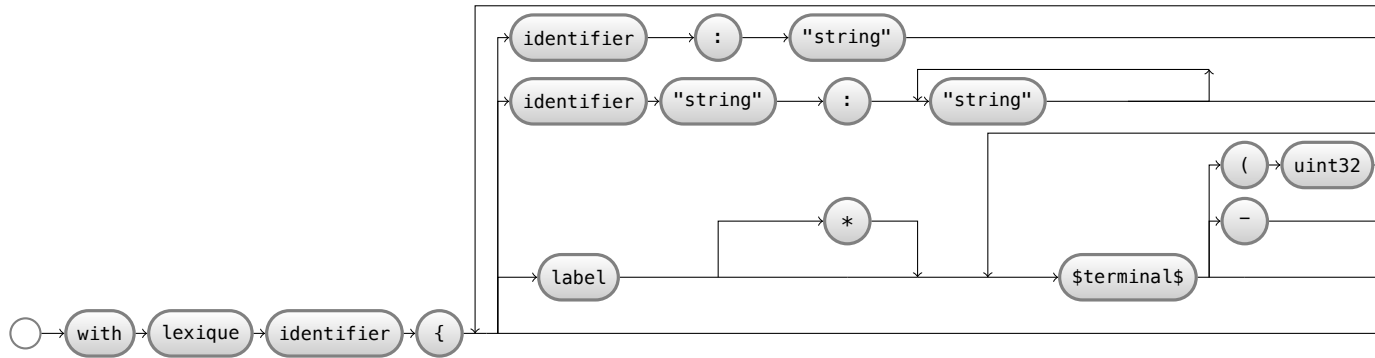 identifier : "string"
identifier "string" : "string"
( uint32
*
−
label $terminal$
with lexique identifier {